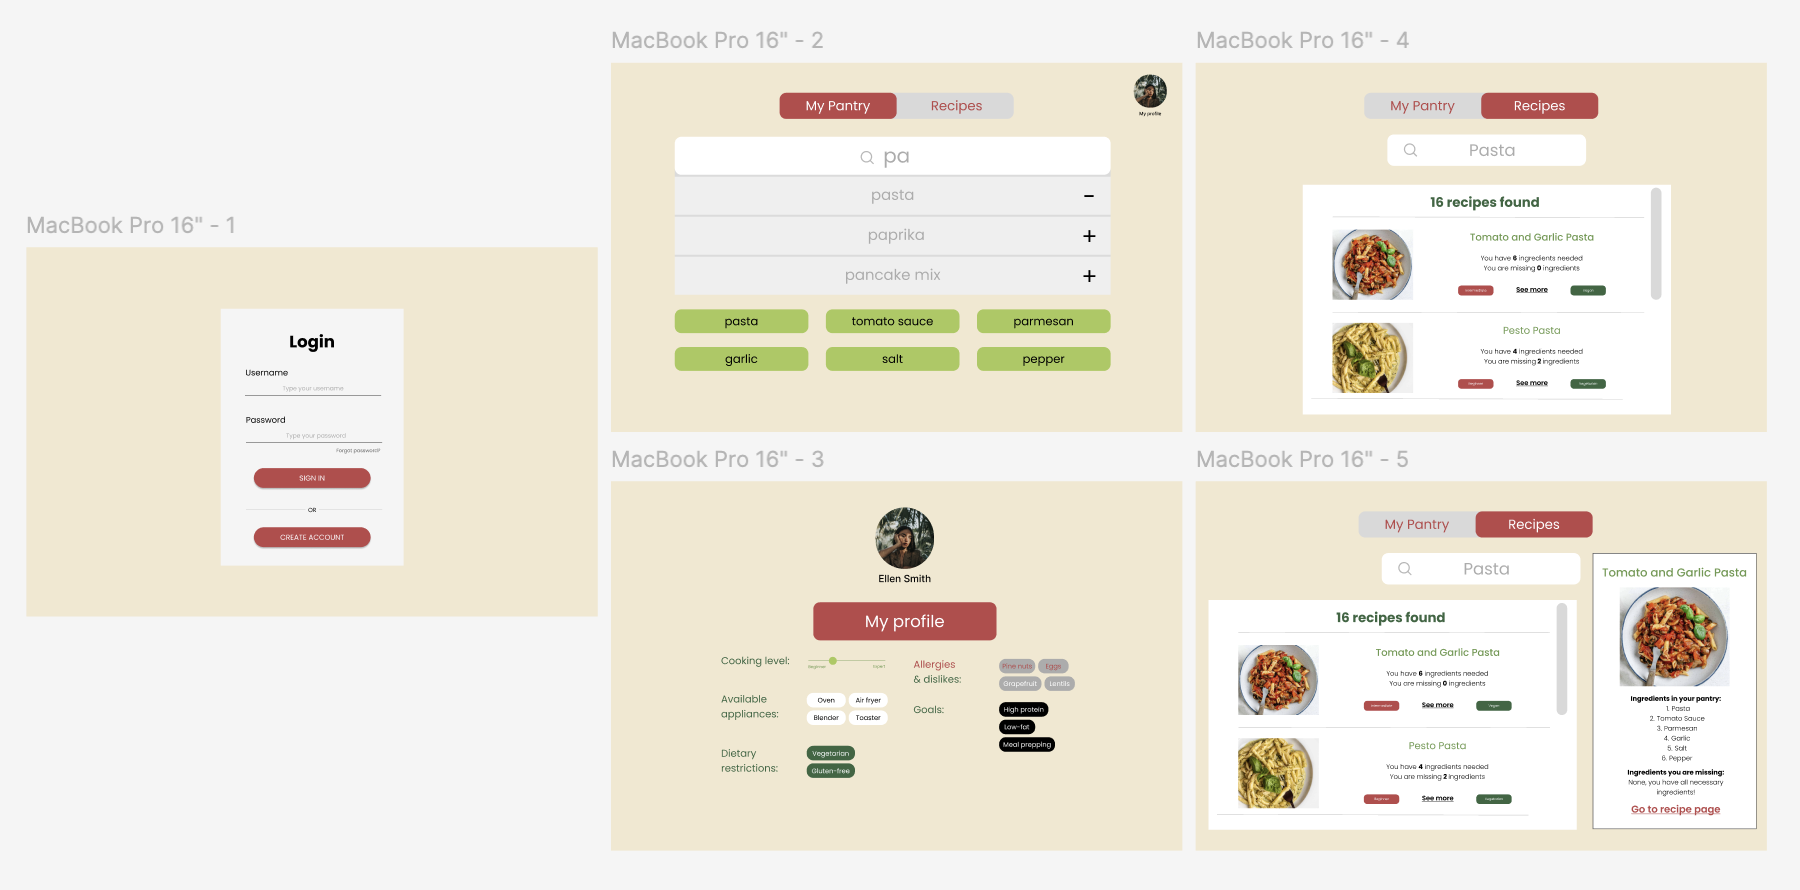 MacBook Pro 16" - 1
Login
Username
Type your username
Password
Type your password
Forgot password?
SIGN IN
OR
CREATE ACCOUNT
MacBook Pro 16" - 2
My Pantry
Recipes
My profile
pa
pasta
paprika
pancake mix
pasta
tomato sauce
parmesan
garlic
salt
pepper
MacBook Pro 16" - 3
Ellen Smith
My profile
Cooking level:
Beginner
Expert
Available
appliances:
Oven
Air fryer
Blender
Toaster
Dietary
restrictions:
Vegetarian
Gluten-free
Allergies
& dislikes:
Pine nuts
Eggs
Grapefruit
Lentils
Goals:
High protein
Low-fat
Meal prepping
MacBook Pro 16" - 4
My Pantry
Recipes
Pasta
16 recipes found
Tomato and Garlic Pasta
You have 6 ingredients needed
You are missing 0 ingredients
Intermediate
See more
Vegan
Pesto Pasta
You have 4 ingredients needed
You are missing 2 ingredients
Beginner
See more
Vegetarian
MacBook Pro 16" - 5
My Pantry
Recipes
Pasta
16 recipes found
Tomato and Garlic Pasta
You have 6 ingredients needed
You are missing 0 ingredients
Intermediate
See more
Vegan
Pesto Pasta
You have 4 ingredients needed
You are missing 2 ingredients
Beginner
See more
Vegetarian
Tomato and Garlic Pasta
Ingredients in your pantry:
1. Pasta
2. Tomato Sauce
3. Parmesan
4. Garlic
5. Salt
6. Pepper
Ingredients you are missing:
None, you have all necessary
ingredients!
Go to recipe page